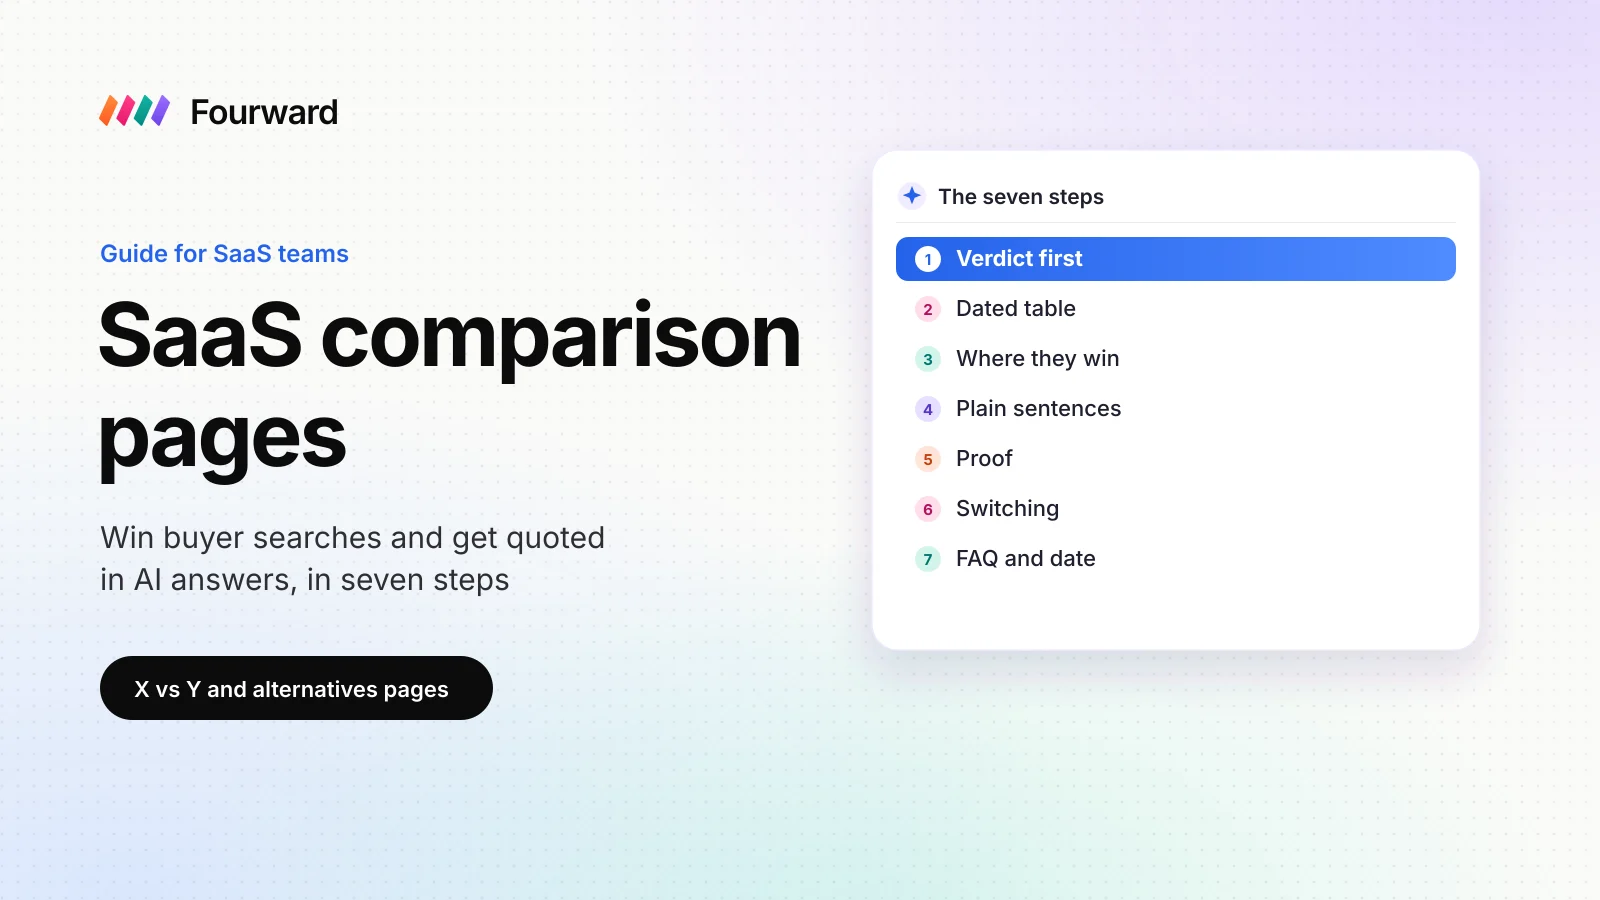 Fourward
Guide for SaaS teams
SaaS comparison
pages
Win buyer searches and get quoted
in AI answers, in seven steps
X vs Y and alternatives pages
The seven steps
1 Verdict first
2 Dated table
3 Where they win
4 Plain sentences
5 Proof
6 Switching
7 FAQ and date